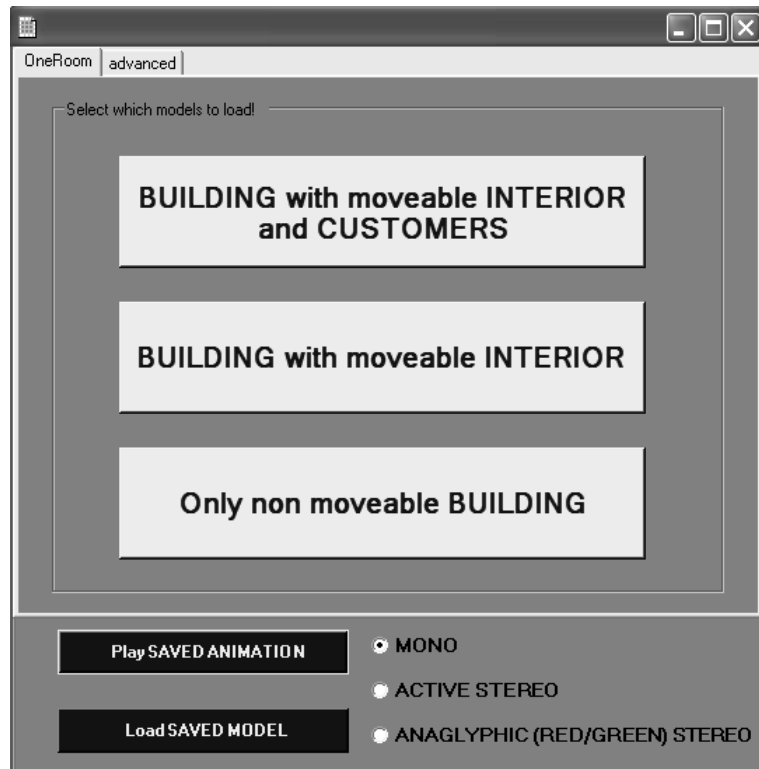 OneRoom
advanced
Select which models to load!
BUILDING with moveable INTERIOR
and CUSTOMERS
BUILDING with moveable INTERIOR
Only non moveable BUILDING
Play SAVED ANIMATION
MONO
ACTIVE STEREO
Load SAVED MODEL
ANAGLYPHIC (RED/GREEN) STEREO